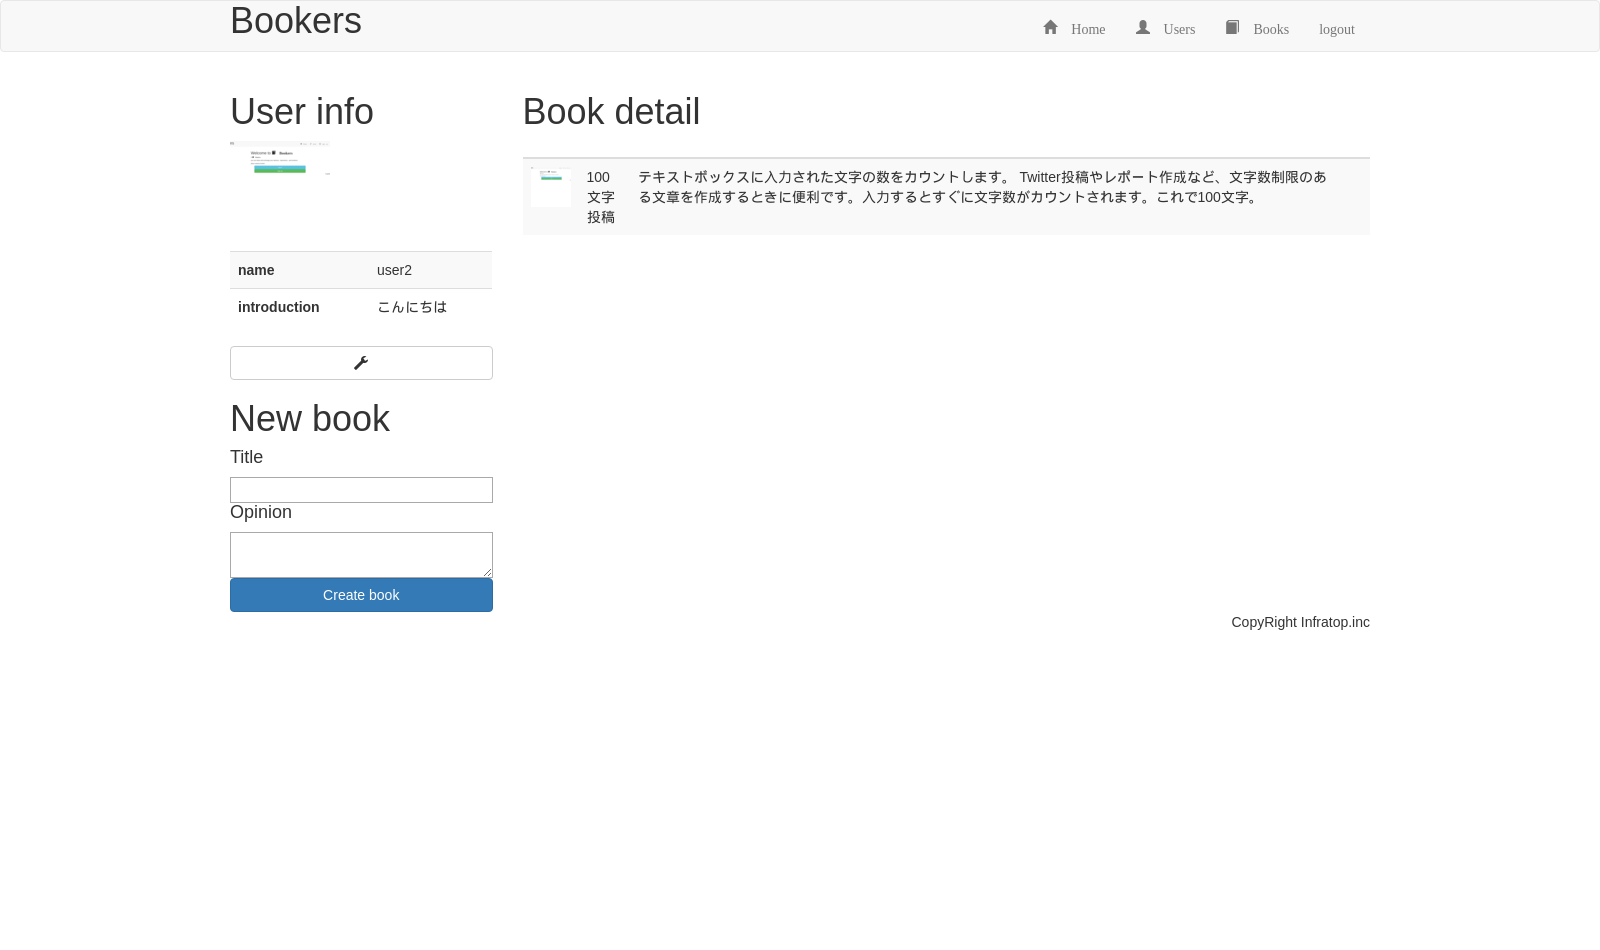 Bookers
Home
Users
Books
logout
User info
Welcome to Bookers
name
user2
introduction
こんにちは
New book
Title
Opinion
Create book
Book detail
100
文字
投稿
テキストボックスに入力された文字の数をカウントします。 Twitter投稿やレポート作成など、文字数制限のあ
る文章を作成するときに便利です。入力するとすぐに文字数がカウントされます。これで100文字。
CopyRight Infratop.inc